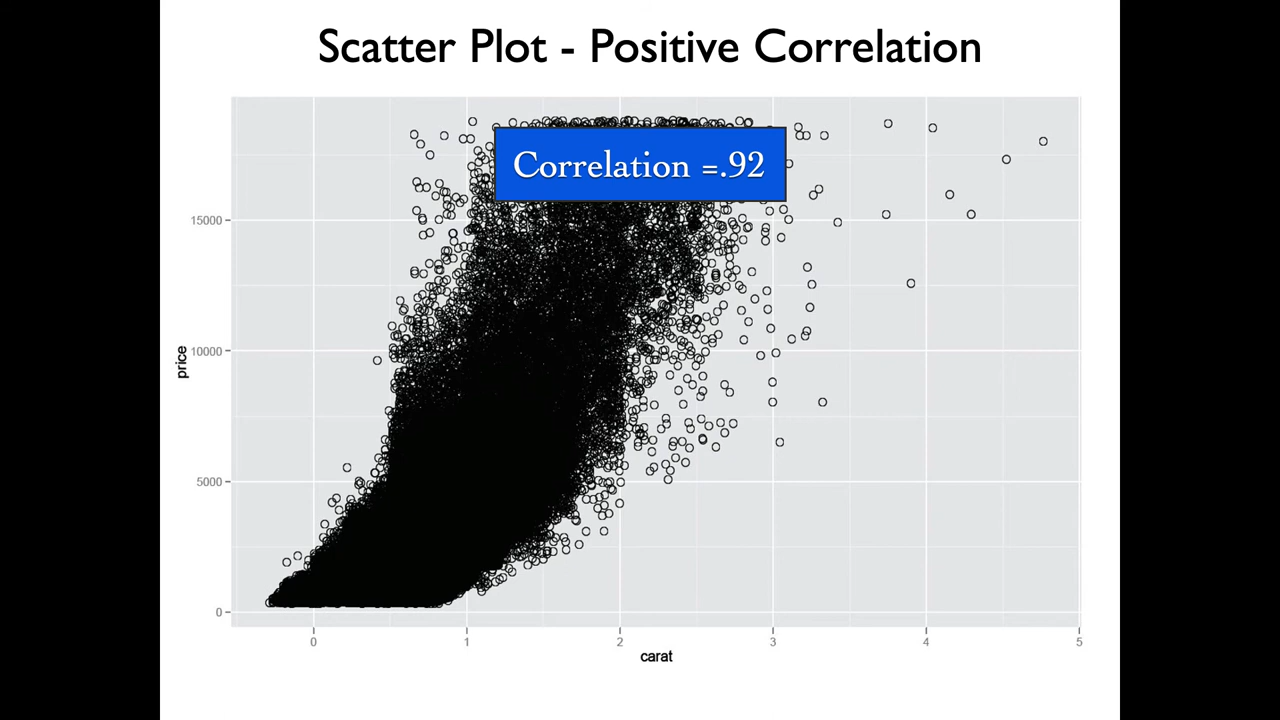 Scatter Plot - Positive Correlation
Correlation =.92
15000
10000
5000
0
price
0 1 2 3 4 5
carat